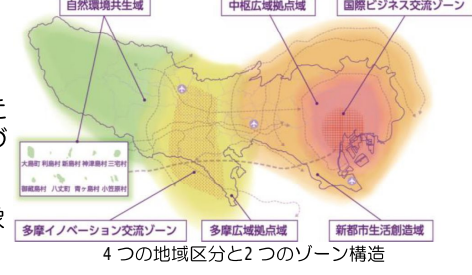 自然環境共生域
中枢広域拠点域
国際ビジネス交流ゾーン
大島町 利島村 新島村 神津島村 三宅村
御蔵島村 八丈町 青ヶ島村 小笠原村
多摩イノベーション交流ゾーン
多摩広域拠点域
新都市生活創造域
4つの地域区分と2つのゾーン構造